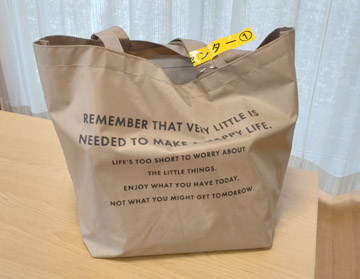 ンター①
REMEMBER THAT VERY LITTLE IS
NEEDED TO MAKE A HAPPY LIFE.
LIFE'S TOO SHORT TO WORRY ABOUT
THE LITTLE THINGS.
ENJOY WHAT YOU HAVE TODAY,
NOT WHAT YOU MIGHT GET TOMORROW.